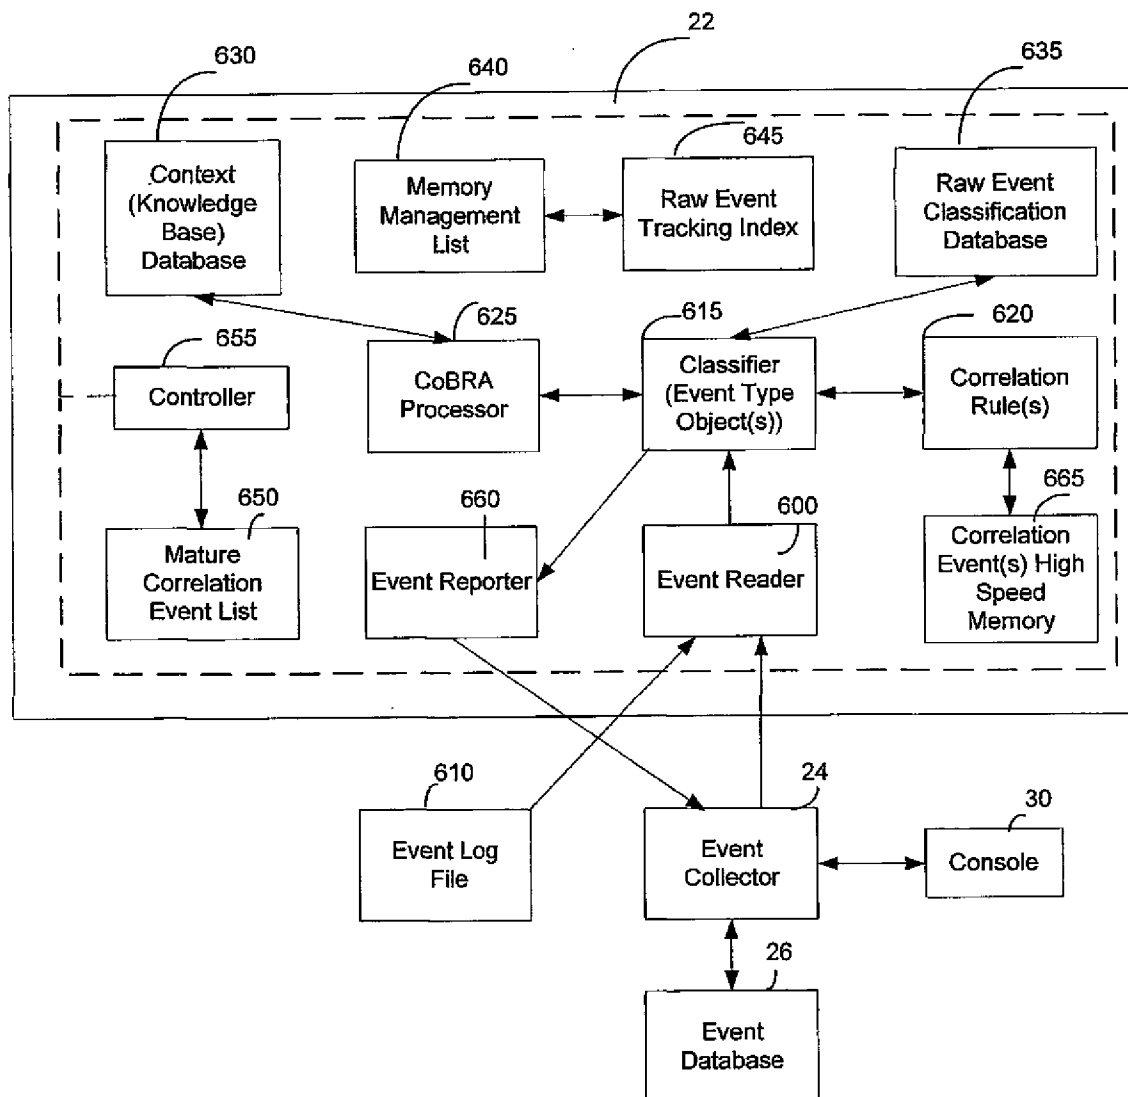 22
630
640
635
645
Context
(Knowledge
Base)
Database
Memory
Management
List
Raw Event
Tracking Index
Raw Event
Classification
Database
655
625
615
620
Controller
CoBRA
Processor
Classifier
(Event Type
Object(s))
Correlation
Rule(s)
650
660
600
665
Mature
Correlation
Event List
Event Reporter
Event Reader
Correlation
Event(s) High
Speed
Memory
610
24
30
Event Log
File
Event
Collector
Console
26
Event
Database